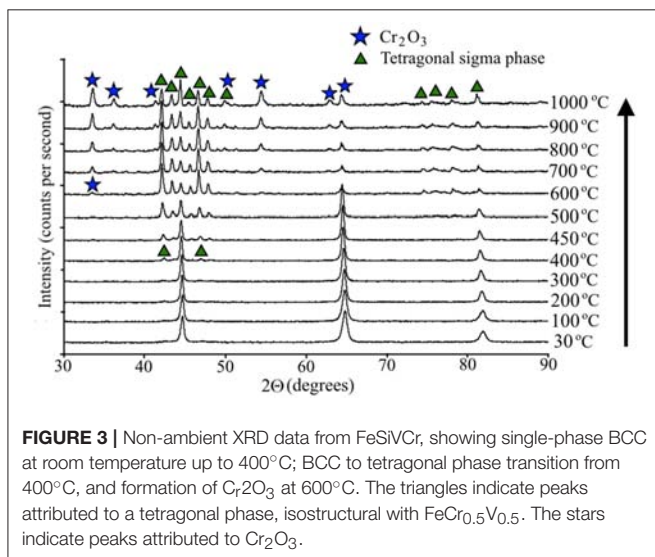 Cr₂O₃
Tetragonal sigma phase
Intensity (counts per second)
1000 °C
900 °C
800 °C
700 °C
600 °C
500 °C
450 °C
400 °C
300 °C
200 °C
100 °C
30 °C
30 40 50 60 70 80 90
2Θ (degrees)
FIGURE 3 | Non-ambient XRD data from FeSiVCr, showing single-phase BCC
at room temperature up to 400°C; BCC to tetragonal phase transition from
400°C, and formation of Cr2O3 at 600°C. The triangles indicate peaks
attributed to a tetragonal phase, isostructural with FeCr₀.₅V₀.₅. The stars
indicate peaks attributed to Cr₂O₃.